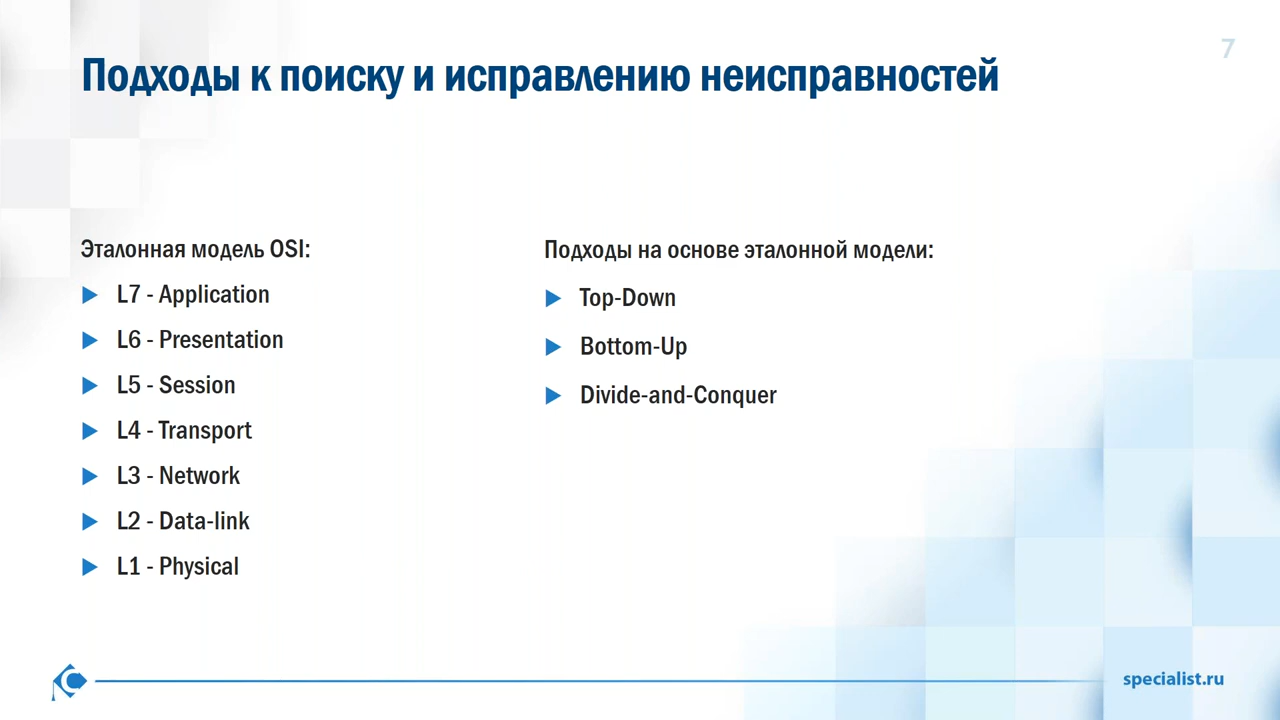 7
Подходы к поиску и исправлению неисправностей
Эталонная модель OSI:
L7 - Application
L6 - Presentation
L5 - Session
L4 - Transport
L3 - Network
L2 - Data-link
L1 - Physical
Подходы на основе эталонной модели:
Top-Down
Bottom-Up
Divide-and-Conquer
specialist.ru